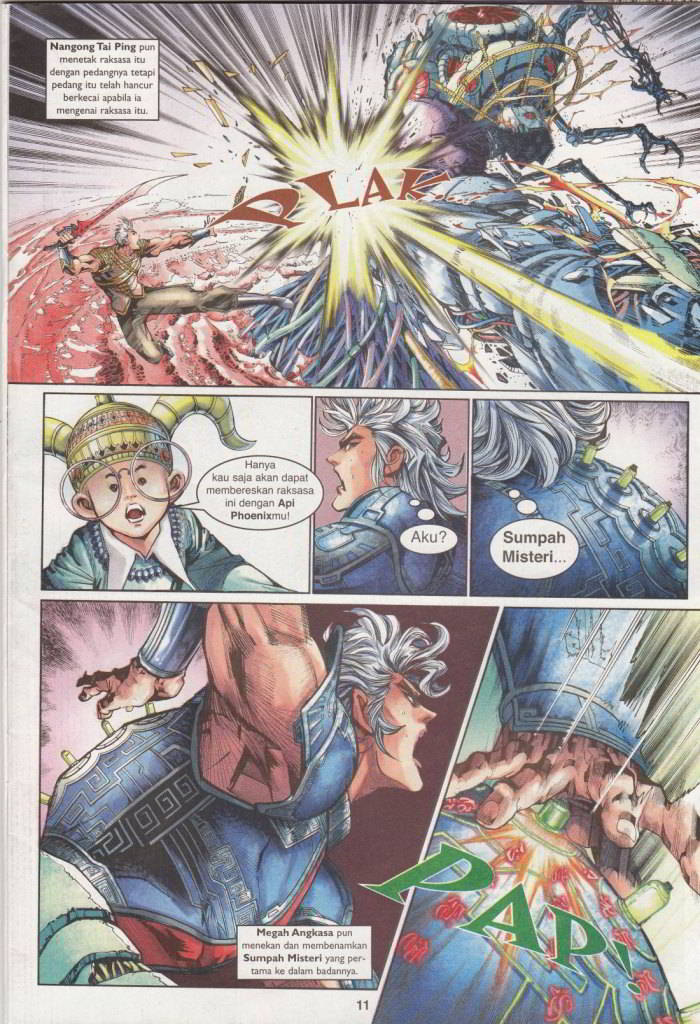 Nangong Tai Ping pun
menetak raksasa itu
dengan pedangnya tetapi
pedang itu telah hancur
berkecai apabila ia
mengenai raksasa itu.
PLAK...
Hanya
kau saja akan dapat
membereskan raksasa
ini dengan Api
Phoenixmu!
Aku?
Sumpah
Misteri...
Megah Angkasa pun
menekan dan membenamkan
Sumpah Misteri yang per-
tama ke dalam badannya.
PAP!
11